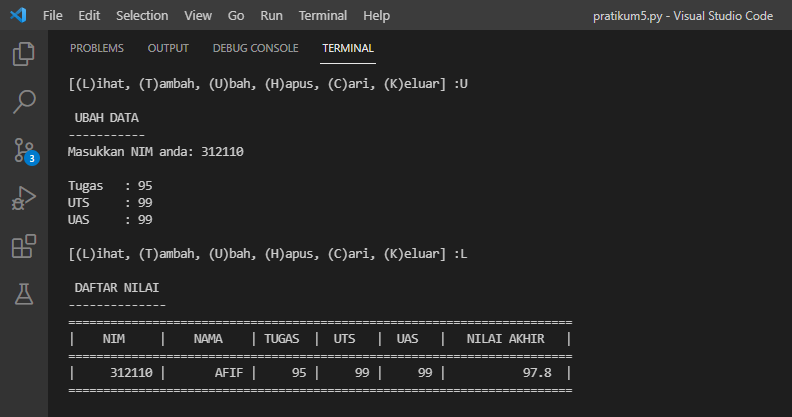 File Edit Selection View Go Run Terminal Help pratikum5.py - Visual Studio Code
PROBLEMS OUTPUT DEBUG CONSOLE TERMINAL
[(L)ihat, (T)ambah, (U)bah, (H)apus, (C)ari, (K)eluar] :U
UBAH DATA
-----------
Masukkan NIM anda: 312110
Tugas   : 95
UTS     : 99
UAS     : 99
3
[(L)ihat, (T)ambah, (U)bah, (H)apus, (C)ari, (K)eluar] :L
DAFTAR NILAI
--------------
========================================================================
|    NIM     |    NAMA    | TUGAS  |  UTS   |  UAS   |   NILAI AKHIR   |
========================================================================
|     312110 |       AFIF |     95 |     99 |     99 |           97.8  |
========================================================================